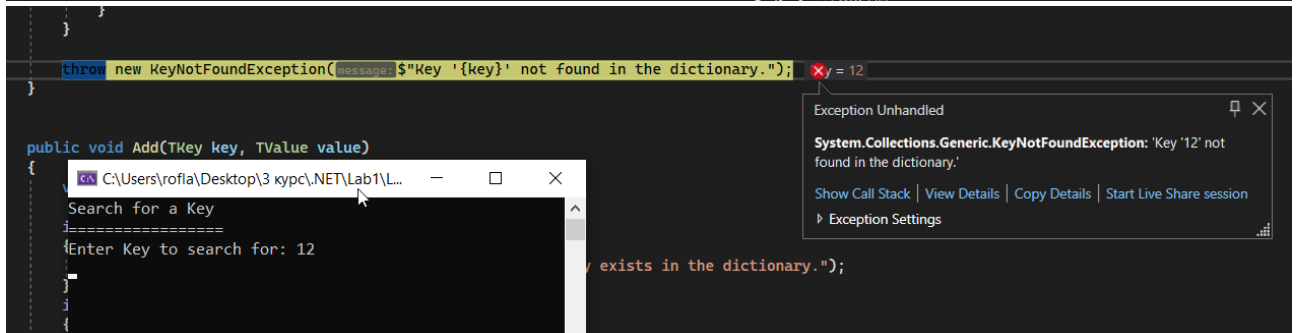 }
}
throw new KeyNotFoundException(message: $"Key '{key}' not found in the dictionary.");
y = 12
}
Exception Unhandled
System.Collections.Generic.KeyNotFoundException: 'Key '12' not
found in the dictionary.'
Show Call Stack | View Details | Copy Details | Start Live Share session
Exception Settings
public void Add(TKey key, TValue value)
{
C:\Users\rofla\Desktop\3 курс\.NET\Lab1\L...
Search for a Key
=================
Enter Key to search for: 12
y exists in the dictionary.");
}
i
{